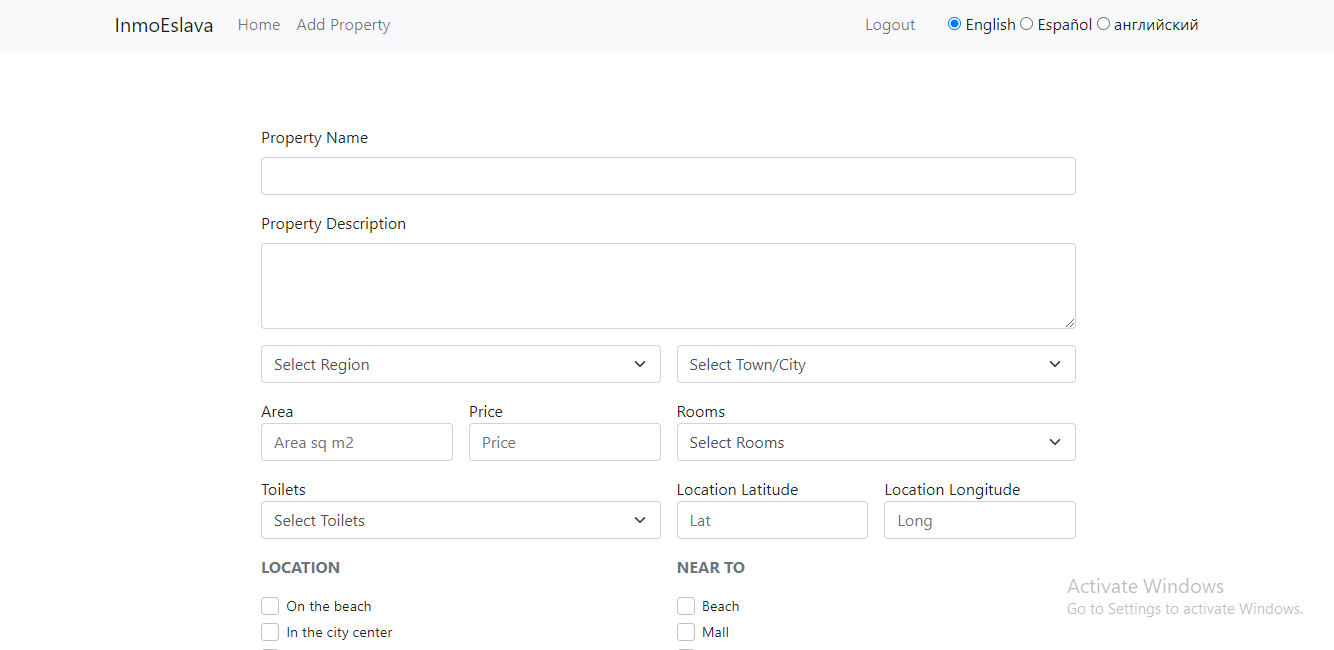 InmoEslava Home Add Property Logout English Español английский
Property Name
Property Description
Select Region Select Town/City
Area Price Rooms
Area sq m2 Price Select Rooms
Toilets Location Latitude Location Longitude
Select Toilets Lat Long
LOCATION NEAR TO
On the beach Beach
In the city center Mall
Activate Windows
Go to Settings to activate Windows.